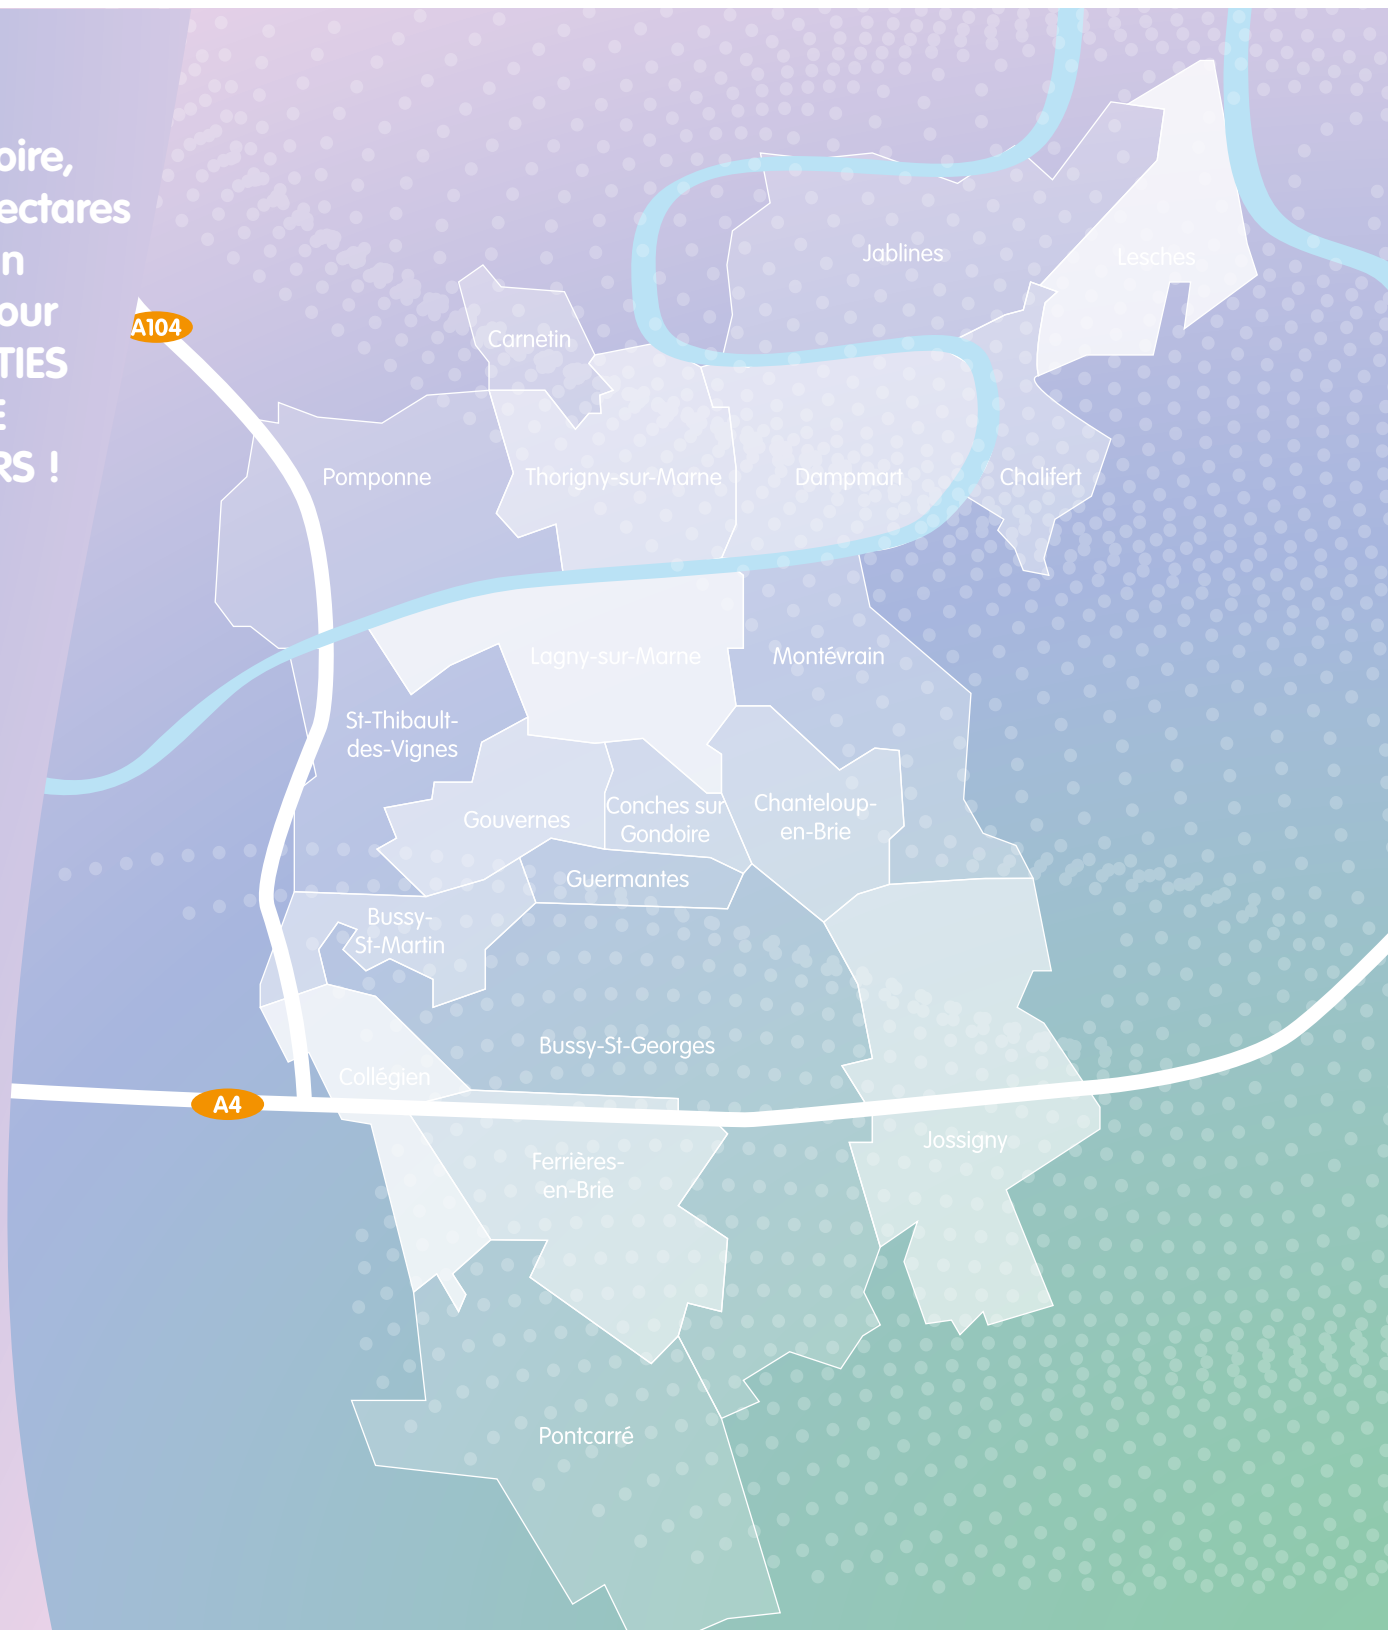 oire,
ectares
n
our
TIES
E
RS !
A104
Jablines
Lesches
Carnetin
Pomponne
Thorigny-sur-Marne
Dampmart
Chalifert
Lagny-sur-Marne
Montévrain
St-Thibault-
des-Vignes
Gouvernes
Conches sur
Gondoire
Chanteloup-
en-Brie
Guermantes
Bussy-
St-Martin
Bussy-St-Georges
Collégien
A4
Ferrières-
en-Brie
Jossigny
Pontcarré